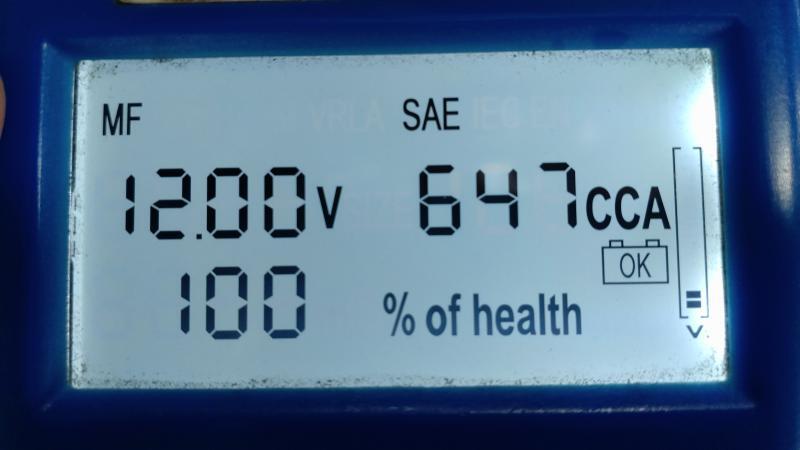 MF SAE
12.00V 647CCA
OK
100 % of health